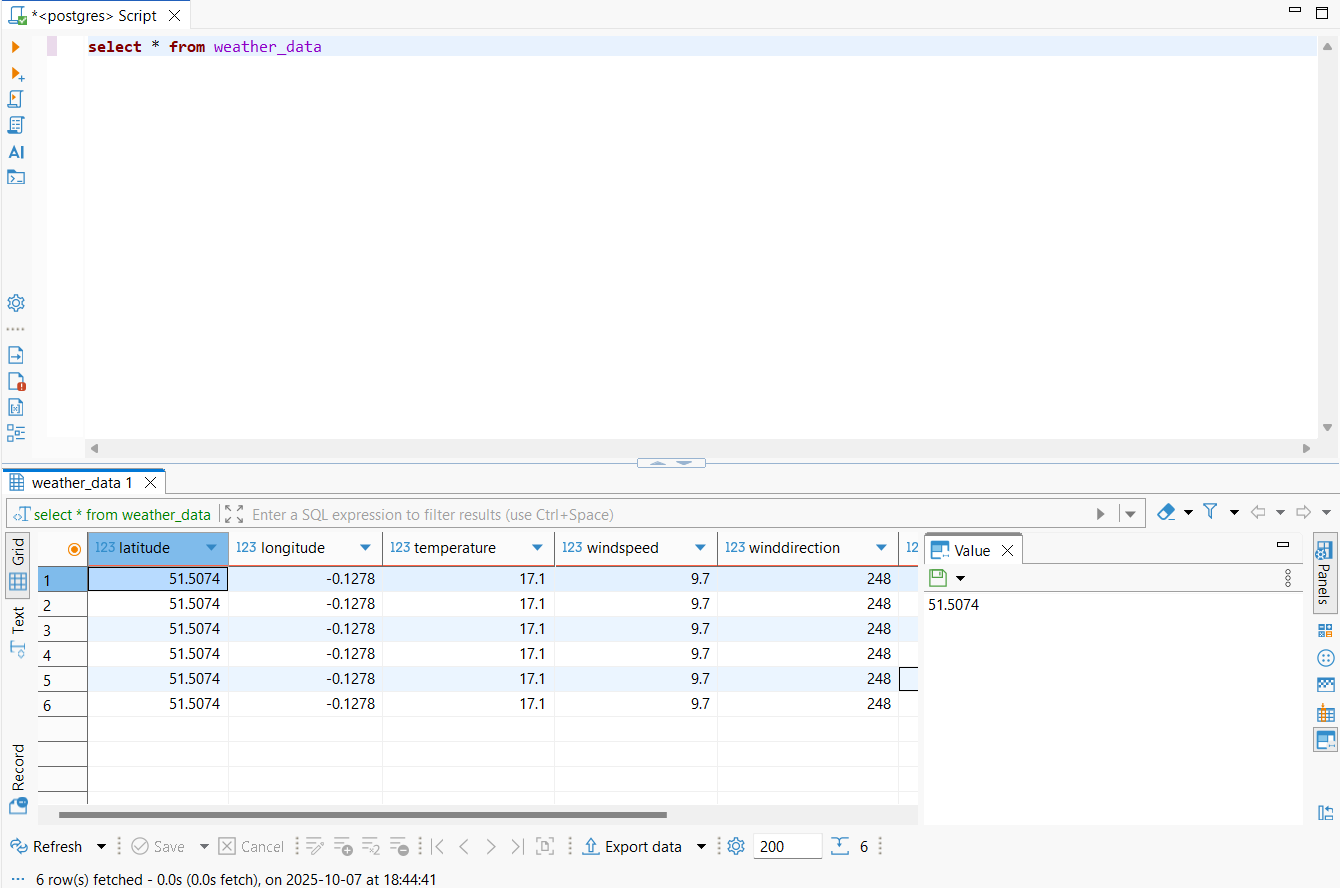 *<postgres> Script
select * from weather_data
AI
weather_data 1
select * from weather_data
Enter a SQL expression to filter results (use Ctrl+Space)
Grid
Text
Record
123 latitude 123 longitude 123 temperature 123 windspeed 123 winddirection 12
1 51.5074 -0.1278 17.1 9.7 248
2 51.5074 -0.1278 17.1 9.7 248
3 51.5074 -0.1278 17.1 9.7 248
4 51.5074 -0.1278 17.1 9.7 248
5 51.5074 -0.1278 17.1 9.7 248
6 51.5074 -0.1278 17.1 9.7 248
Value
51.5074
Panels
Refresh Save Cancel Export data 200 6
6 row(s) fetched - 0.0s (0.0s fetch), on 2025-10-07 at 18:44:41